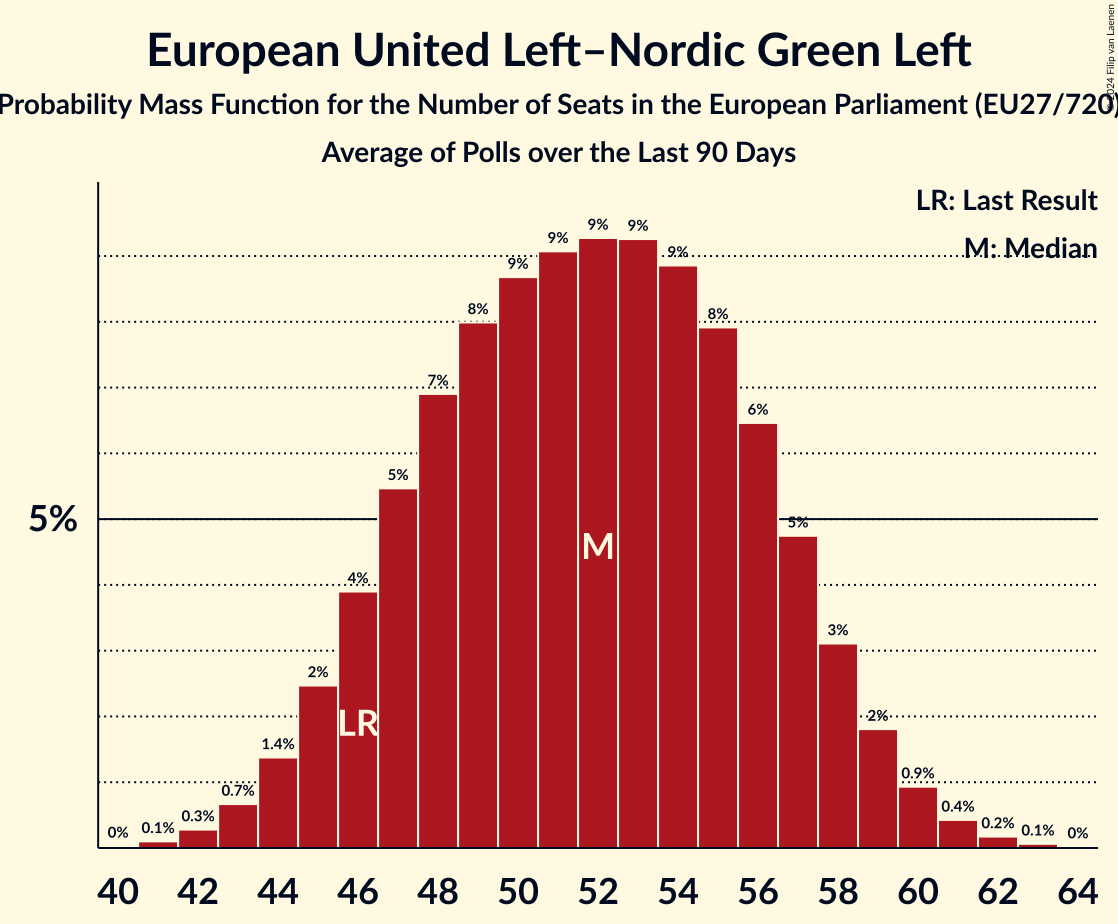 European United Left–Nordic Green Left
Probability Mass Function for the Number of Seats in the European Parliament (EU27/720)
Average of Polls over the Last 90 Days
© 2024 Filip van Laenen
LR: Last Result
M: Median
5%
0% 0.1% 0.3% 0.7% 1.4% 2% 4% 5% 7% 8% 9% 9% 9% 9% 9% 8% 6% 5% 3% 2% 0.9% 0.4% 0.2% 0.1% 0%
LR
M
40 42 44 46 48 50 52 54 56 58 60 62 64